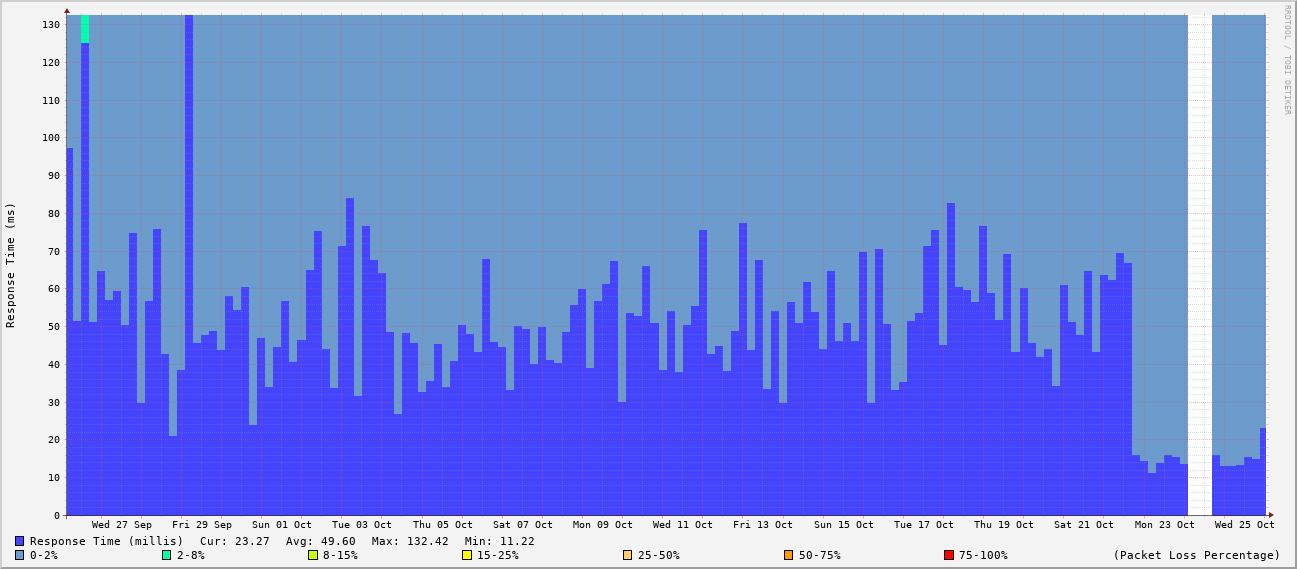 RRDTOOL / TOBI OETIKER
Response Time (ms)
130
120
110
100
90
80
70
60
50
40
30
20
10
0
Wed 27 Sep Fri 29 Sep Sun 01 Oct Tue 03 Oct Thu 05 Oct Sat 07 Oct Mon 09 Oct Wed 11 Oct Fri 13 Oct Sun 15 Oct Tue 17 Oct Thu 19 Oct Sat 21 Oct Mon 23 Oct Wed 25 Oct
Response Time (millis) Cur: 23.27 Avg: 49.60 Max: 132.42 Min: 11.22
0-2% 2-8% 8-15% 15-25% 25-50% 50-75% 75-100% (Packet Loss Percentage)